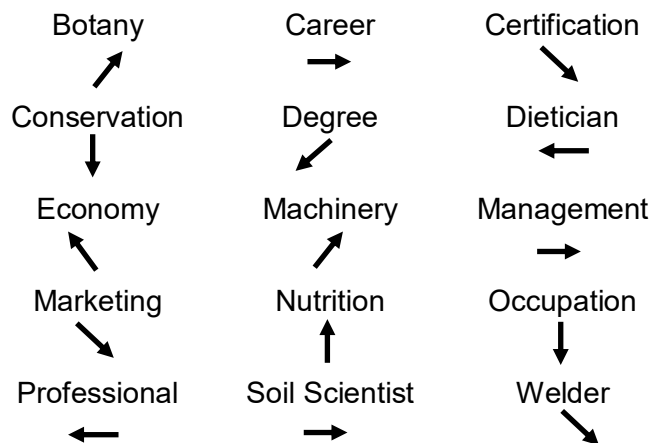 Botany Career Certification
Conservation Degree Dietician
Economy Machinery Management
Marketing Nutrition Occupation
Professional Soil Scientist Welder